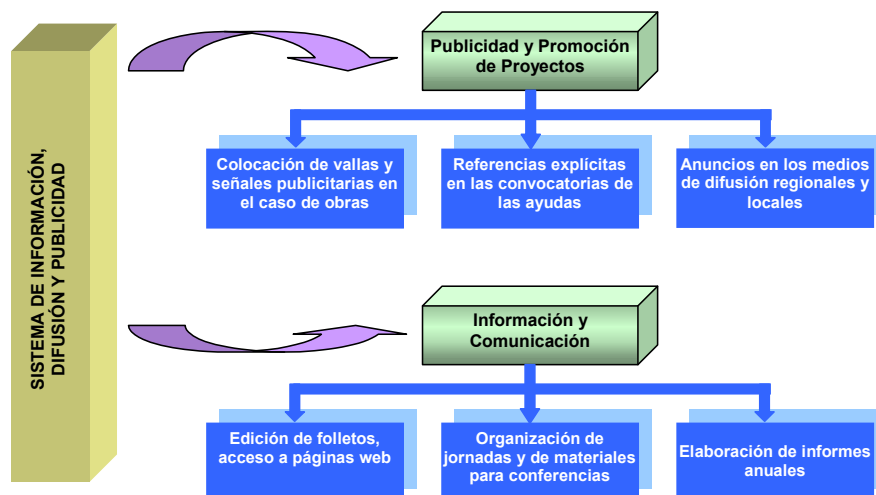 SISTEMA DE INFORMACIÓN,
DIFUSIÓN Y PUBLICIDAD
Publicidad y Promoción
de Proyectos
Colocación de vallas y
señales publicitarias en
el caso de obras
Referencias explícitas
en las convocatorias de
las ayudas
Anuncios en los medios
de difusión regionales y
locales
Información y
Comunicación
Edición de folletos,
acceso a páginas web
Organización de
jornadas y de materiales
para conferencias
Elaboración de informes
anuales